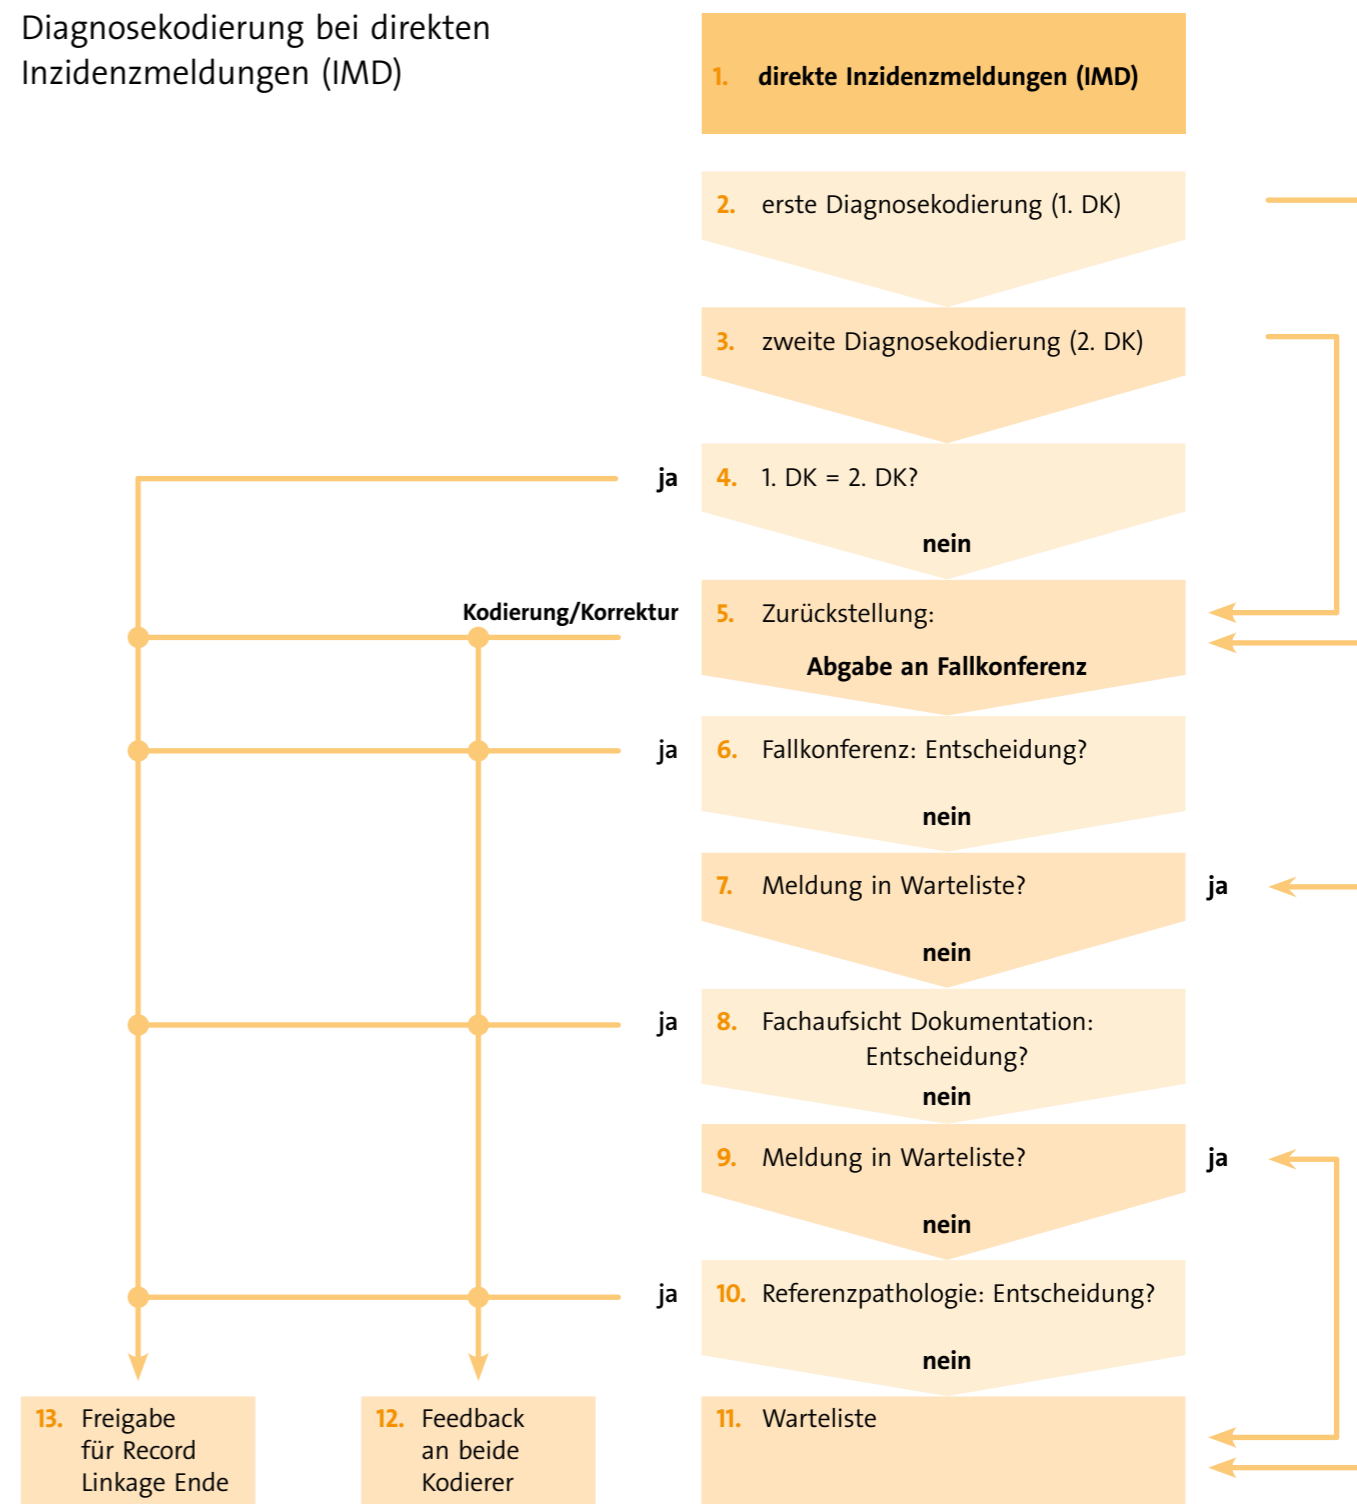 Diagnosekodierung bei direkten
Inzidenzmeldungen (IMD)
1. direkte Inzidenzmeldungen (IMD)
2. erste Diagnosekodierung (1. DK)
3. zweite Diagnosekodierung (2. DK)
ja 4. 1. DK = 2. DK?
nein
Kodierung/Korrektur 5. Zurückstellung:
Abgabe an Fallkonferenz
ja 6. Fallkonferenz: Entscheidung?
nein
7. Meldung in Warteliste? ja
nein
ja 8. Fachaufsicht Dokumentation:
Entscheidung?
nein
9. Meldung in Warteliste? ja
nein
ja 10. Referenzpathologie: Entscheidung?
nein
13. Freigabe
für Record
Linkage Ende
12. Feedback
an beide
Kodierer
11. Warteliste